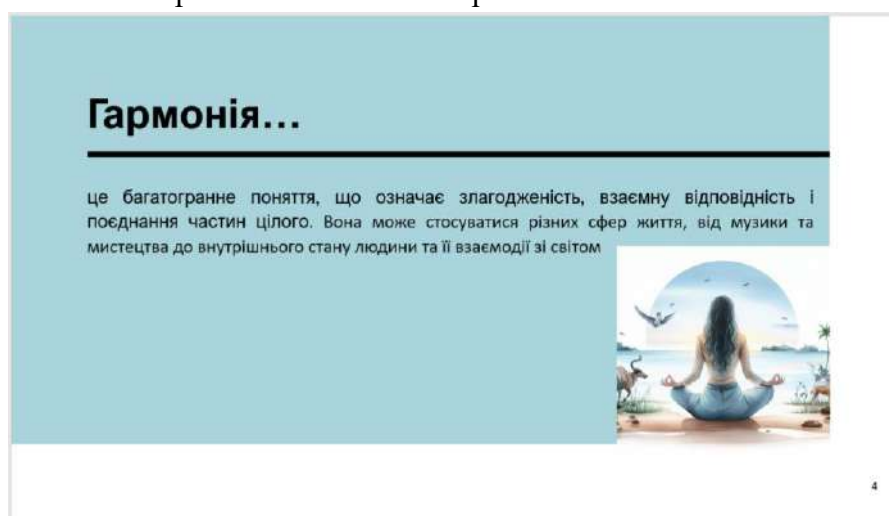 Гармонія...
це багатогранне поняття, що означає злагодженість, взаємну відповідність і
поєднання частин цілого. Вона може стосуватися різних сфер життя, від музики та
мистецтва до внутрішнього стану людини та її взаємодії зі світом
4